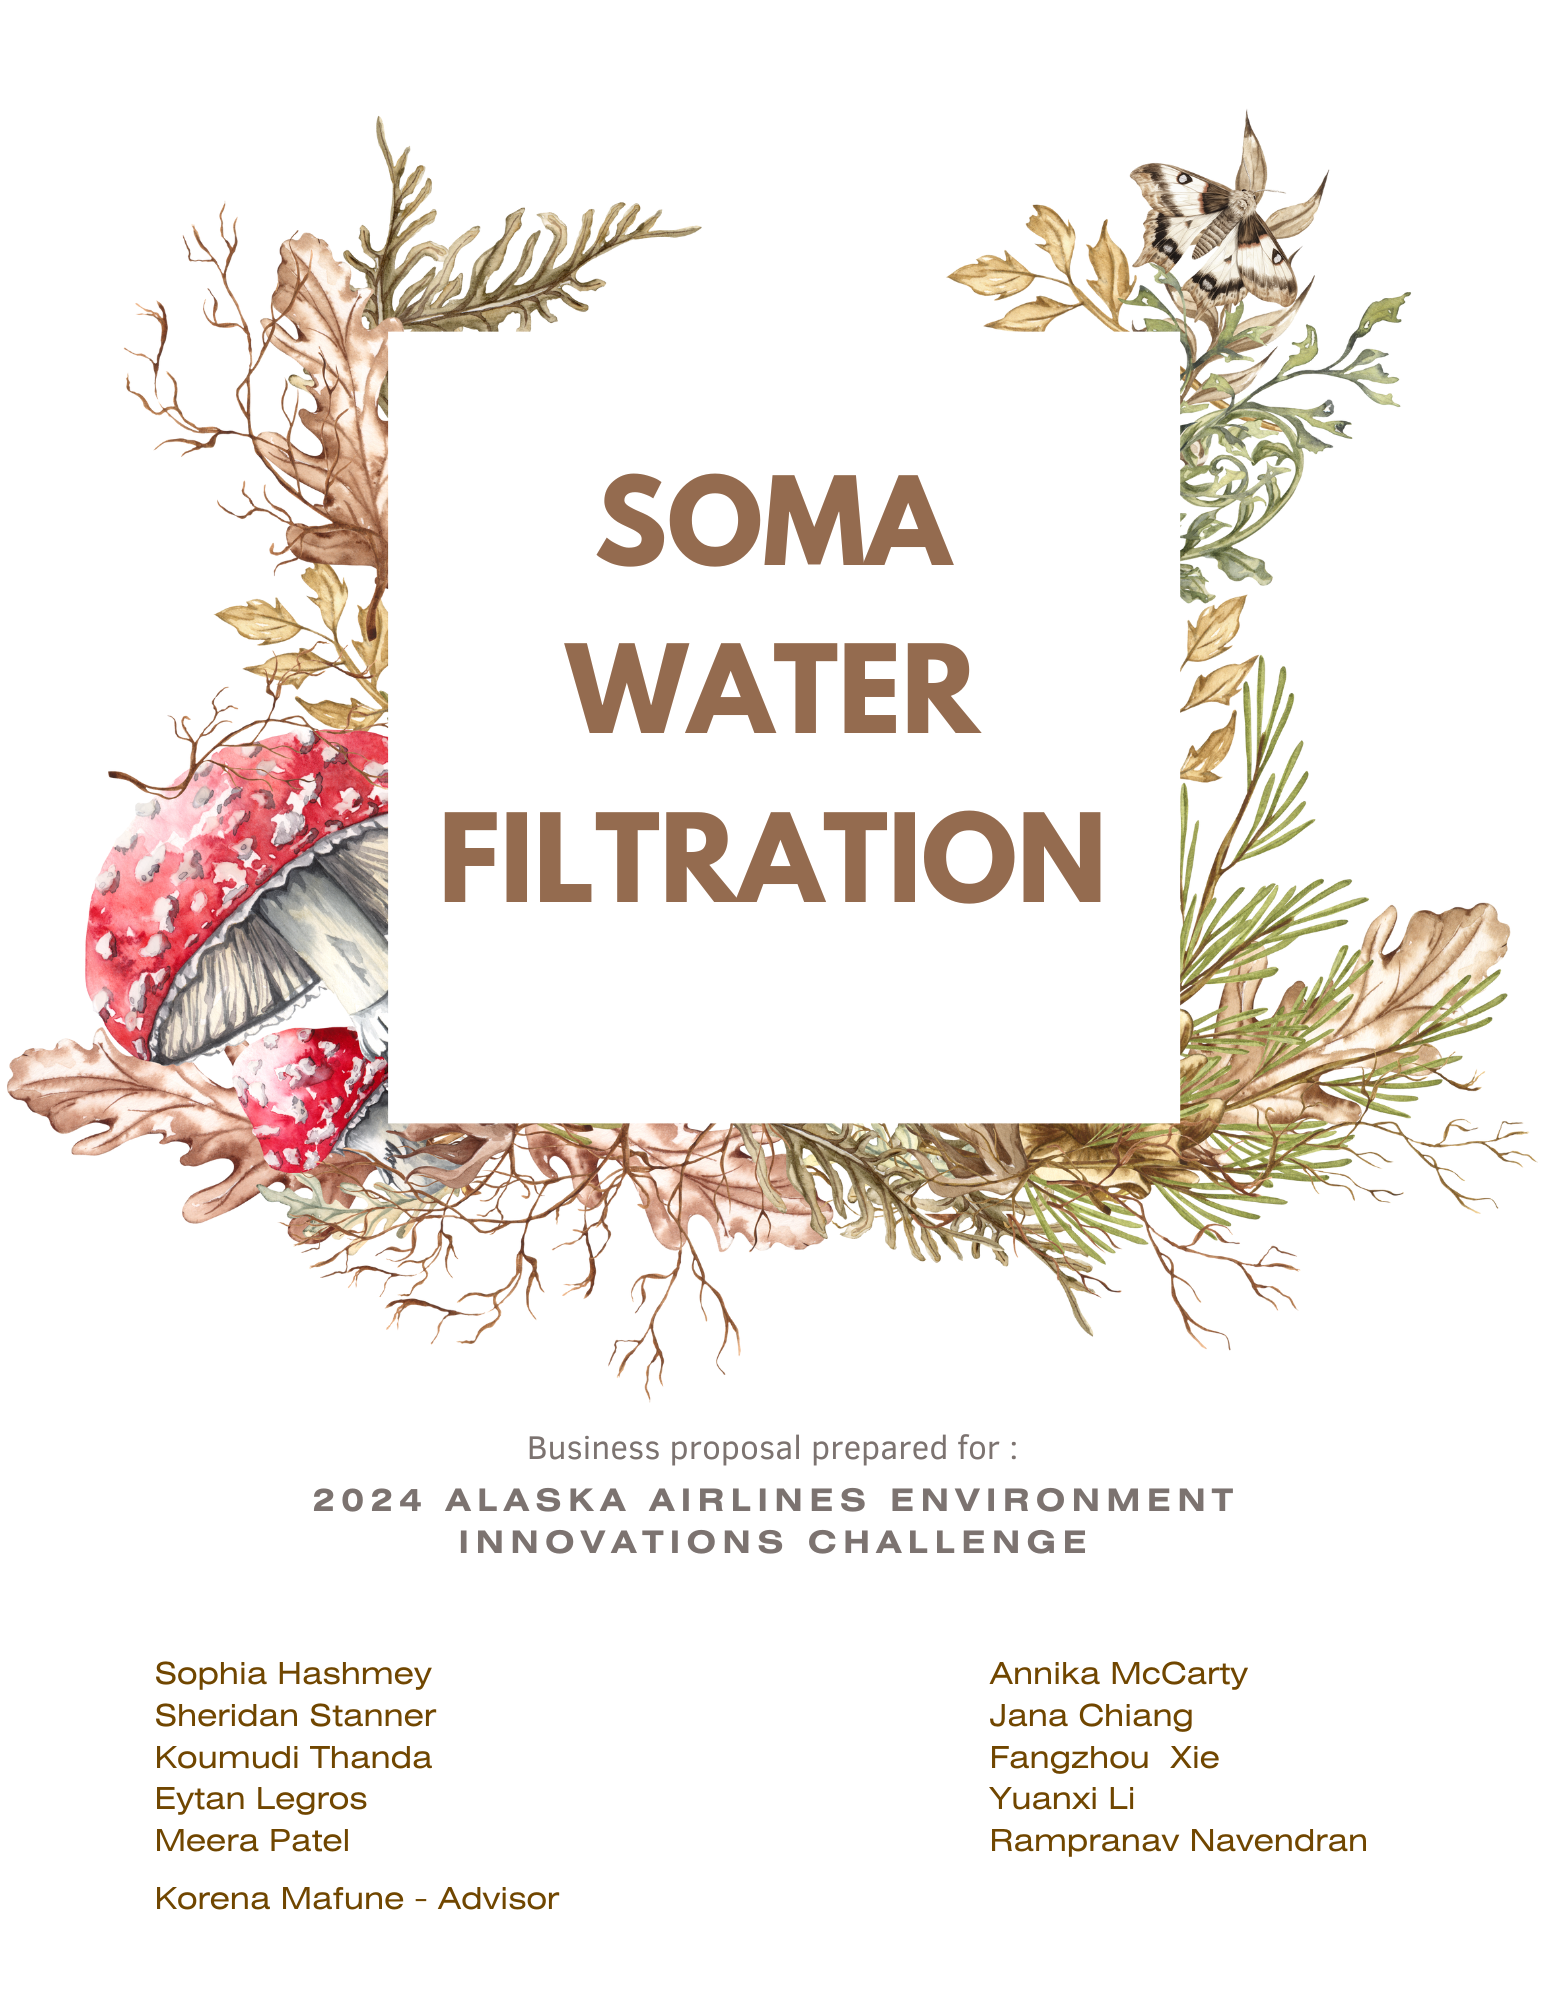 SOMA
WATER
FILTRATION
Business proposal prepared for :
2024 ALASKA AIRLINES ENVIRONMENT
INNOVATIONS CHALLENGE
Sophia Hashmey
Sheridan Stanner
Koumudi Thanda
Eytan Legros
Meera Patel
Korena Mafune - Advisor
Annika McCarty
Jana Chiang
Fangzhou  Xie
Yuanxi Li
Rampranav Navendran